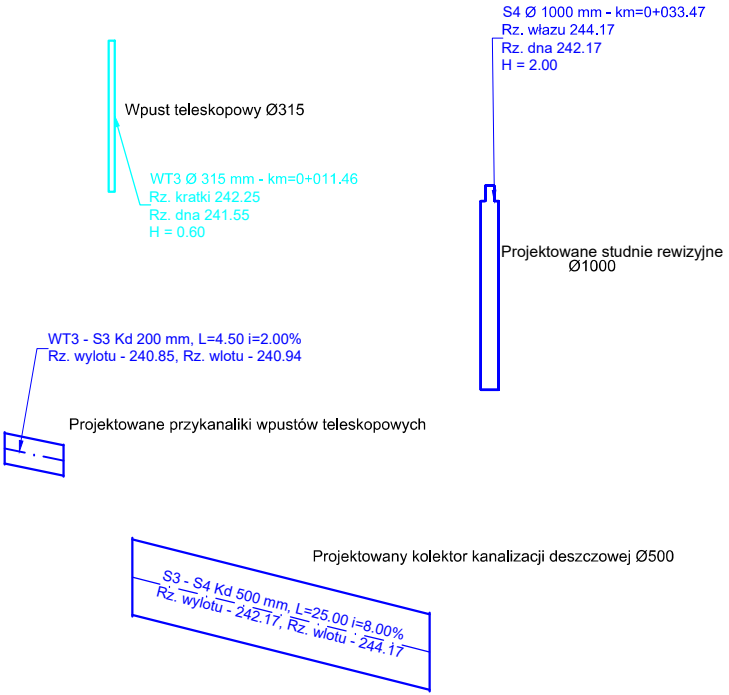 S4 Ø 1000 mm - km=0+033.47
Rz. włazu 244.17
Rz. dna 242.17
H = 2.00
Wpust teleskopowy Ø315
WT3 Ø 315 mm - km=0+011.46
Rz. kratki 242.25
Rz. dna 241.55
H = 0.60
Projektowane studnie rewizyjne
Ø1000
WT3 - S3 Kd 200 mm, L=4.50 i=2.00%
Rz. wylotu - 240.85, Rz. wlotu - 240.94
Projektowane przykanaliki wpustów teleskopowych
Projektowany kolektor kanalizacji deszczowej Ø500
S3 - S4 Kd 500 mm, L=25.00 i=8.00%
Rz. wylotu - 242.17, Rz. wlotu - 244.17